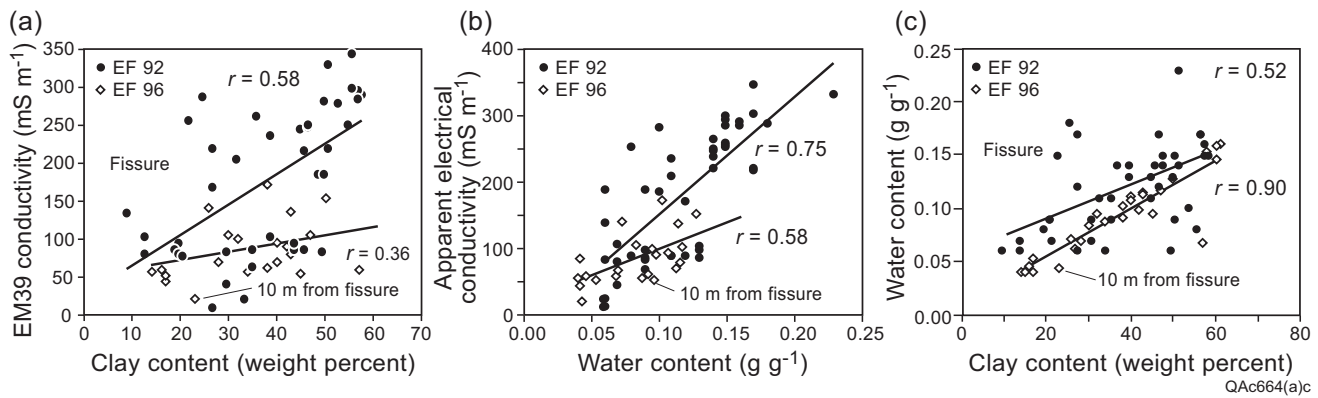 (a)
EM39 conductivity (mS m-1)
350
300
250
200
150
100
50
0
EF 92
EF 96
r = 0.58
Fissure
r = 0.36
10 m from fissure
0 10 20 30 40 50 60 70
Clay content (weight percent)
(b)
Apparent electrical
conductivity (mS m-1)
400
300
200
100
0
EF 92
EF 96
r = 0.75
r = 0.58
10 m from fissure
0.00 0.05 0.10 0.15 0.20 0.25
Water content (g g-1)
(c)
Water content (g g-1)
0.25
0.20
0.15
0.10
0.05
0.00
EF 92
EF 96
r = 0.52
Fissure
r = 0.90
10 m from fissure
0 20 40 60 80
Clay content (weight percent)
QAc664(a)c